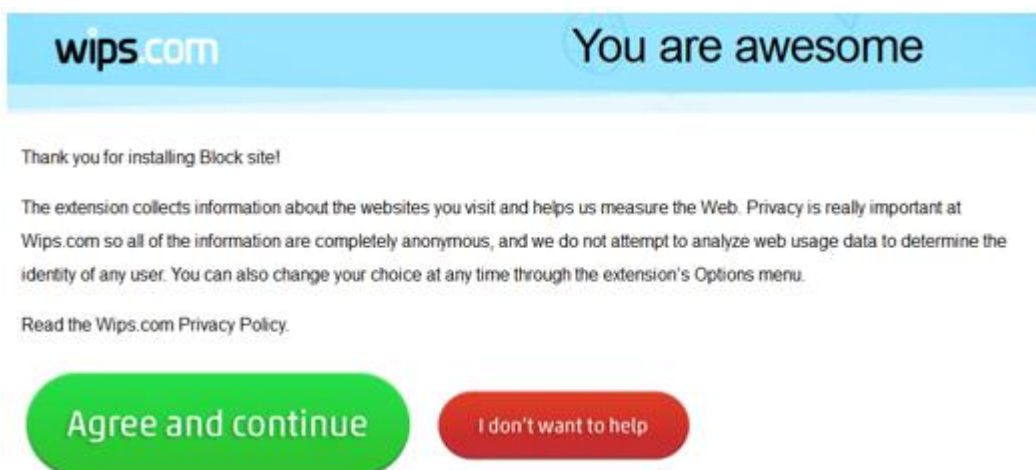 wips.com
You are awesome
Thank you for installing Block site!
The extension collects information about the websites you visit and helps us measure the Web. Privacy is really important at
Wips.com so all of the information are completely anonymous, and we do not attempt to analyze web usage data to determine the
identity of any user. You can also change your choice at any time through the extension's Options menu.
Read the Wips.com Privacy Policy.
Agree and continue
I don't want to help